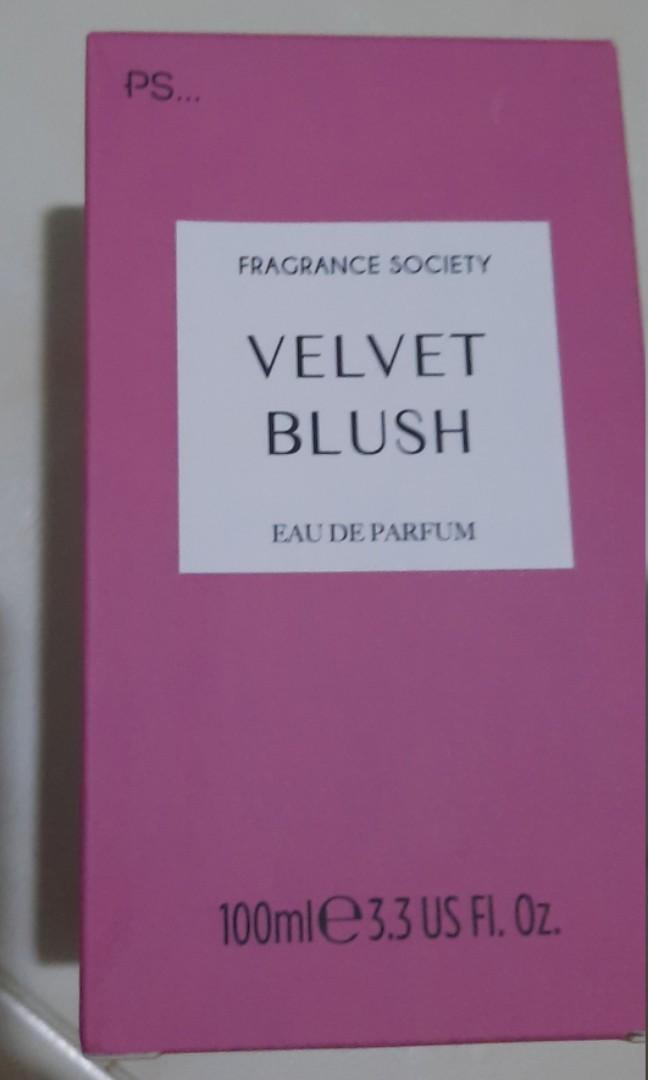 PS...
FRAGRANCE SOCIETY
VELVET
BLUSH
EAU DE PARFUM
100ml℮3.3 US Fl. Oz.